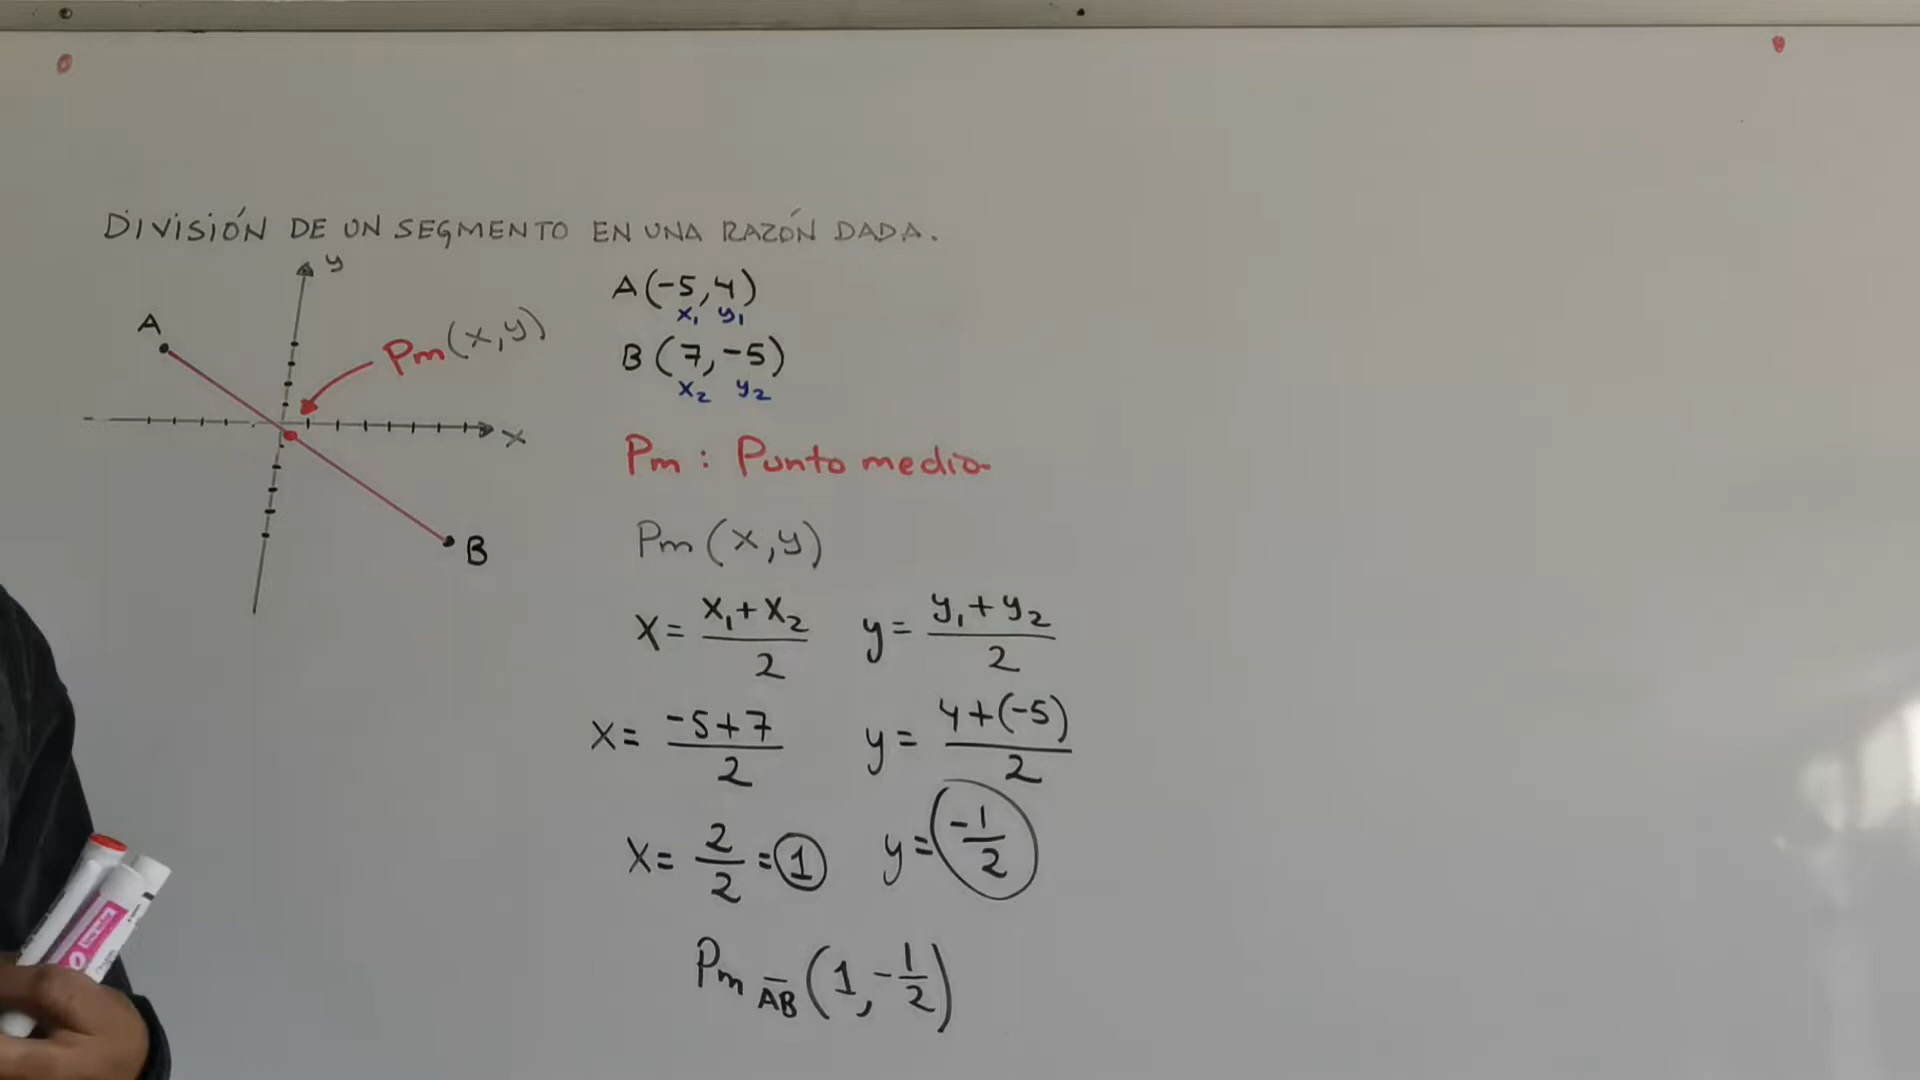 DIVISIÓN DE UN SEGMENTO EN UNA RAZÓN DADA.
y
A
Pm(x,y)
x
B
A(-5,4)
x₁ y₁
B(7,-5)
x₂ y₂
Pm: Punto medio
Pm(x,y)
x = (x₁+x₂)/2 y = (y₁+y₂)/2
x = (-5+7)/2 y = (4+(-5))/2
x = 2/2 = 1 y = -1/2
Pm A̅B̅ (1, -1/2)